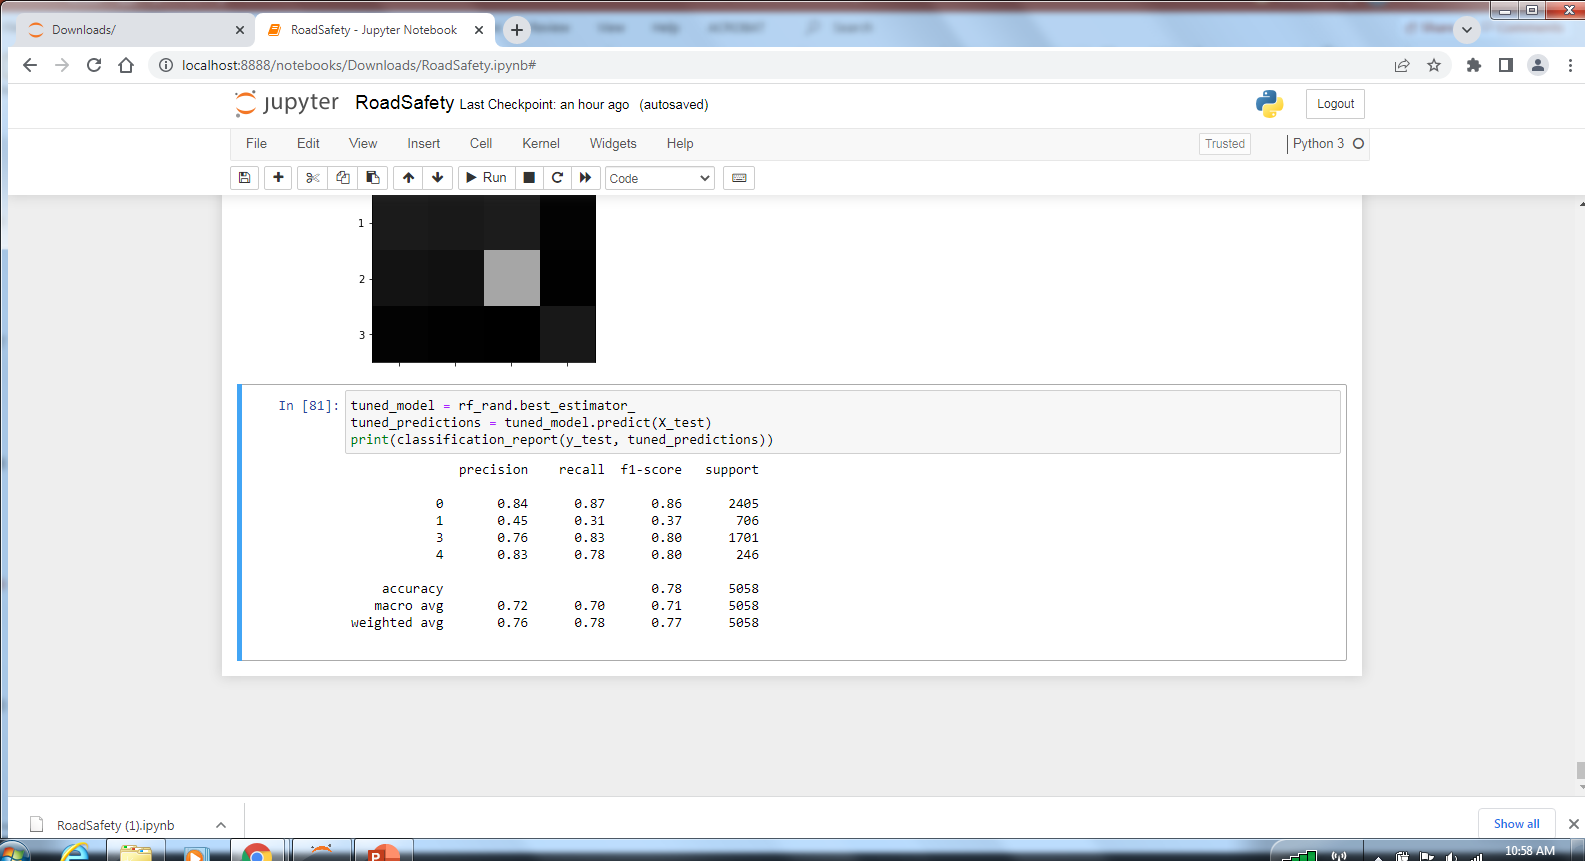 Downloads/
RoadSafety - Jupyter Notebook
Review View Help ACROBAT Search
localhost:8888/notebooks/Downloads/RoadSafety.ipynb#
jupyter RoadSafety Last Checkpoint: an hour ago (autosaved)
Logout
File Edit View Insert Cell Kernel Widgets Help
Trusted
Python 3
Run
Code
1
2
3
In [81]: tuned_model = rf_rand.best_estimator_
tuned_predictions = tuned_model.predict(X_test)
print(classification_report(y_test, tuned_predictions))
precision recall f1-score support
0 0.84 0.87 0.86 2405
1 0.45 0.31 0.37 706
3 0.76 0.83 0.80 1701
4 0.83 0.78 0.80 246
accuracy 0.78 5058
macro avg 0.72 0.70 0.71 5058
weighted avg 0.76 0.78 0.77 5058
RoadSafety (1).ipynb
Show all
10:58 AM